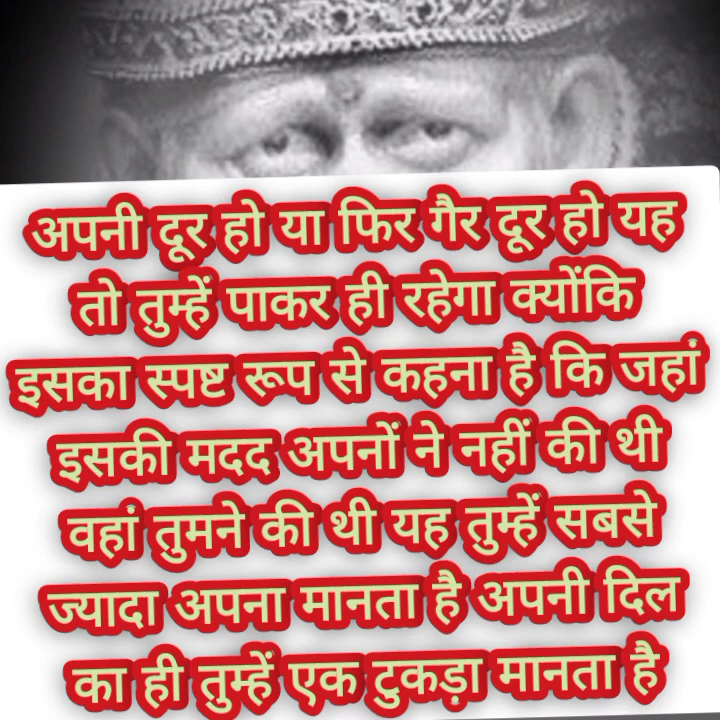 अपनी दूर हो या फिर गैर दूर हो यह
तो तुम्हें पाकर ही रहेगा क्योंकि
इसका स्पष्ट रूप से कहना है कि जहां
इसकी मदद अपनों ने नहीं की थी
वहां तुमने की थी यह तुम्हें सबसे
ज्यादा अपना मानता है अपनी दिल
का ही तुम्हें एक टुकड़ा मानता है